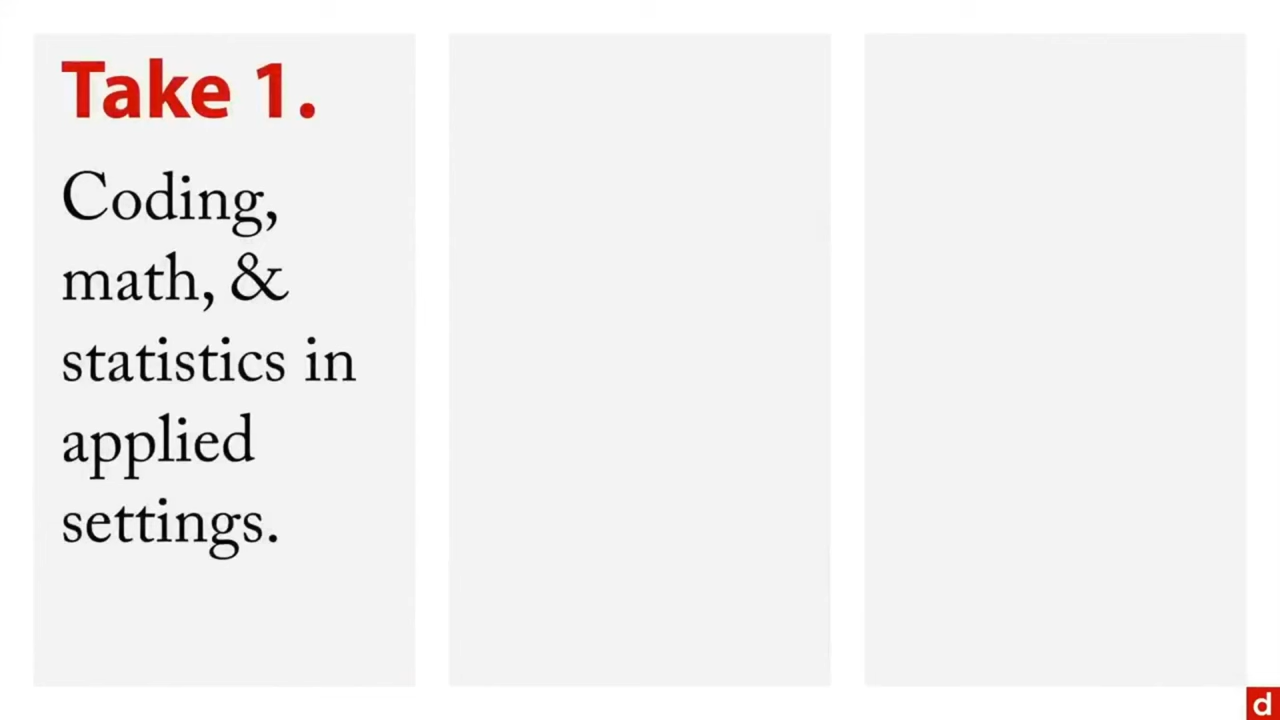 Take 1.
Coding,
math, &
statistics in
applied
settings.
d